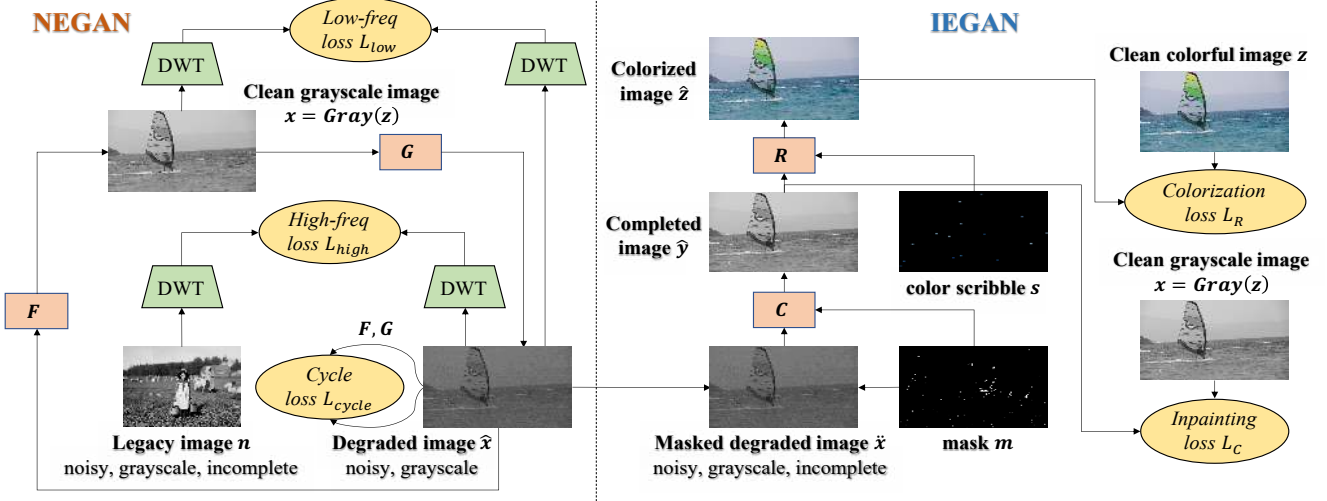 NEGAN
Low-freq
loss L_low
DWT
DWT
Clean grayscale image
x = Gray(z)
G
High-freq
loss L_high
DWT
DWT
F
F, G
Cycle
loss L_cycle
Legacy image n
noisy, grayscale, incomplete
Degraded image x̂
noisy, grayscale
IEGAN
Colorized
image ẑ
Clean colorful image z
R
Colorization
loss L_R
Completed
image ŷ
color scribble s
Clean grayscale image
x = Gray(z)
C
Masked degraded image ẍ
noisy, grayscale, incomplete
mask m
Inpainting
loss L_C